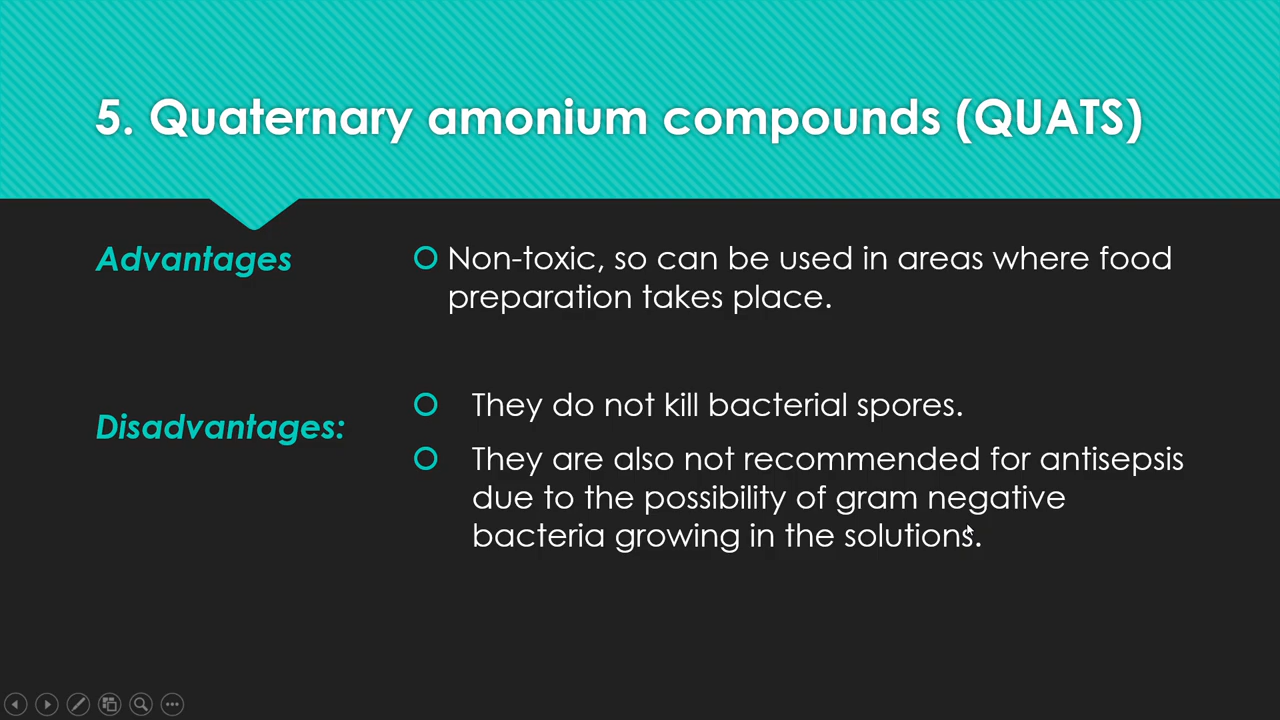 5. Quaternary amonium compounds (QUATS)
Advantages
Non-toxic, so can be used in areas where food
preparation takes place.
Disadvantages:
They do not kill bacterial spores.
They are also not recommended for antisepsis
due to the possibility of gram negative
bacteria growing in the solutions.